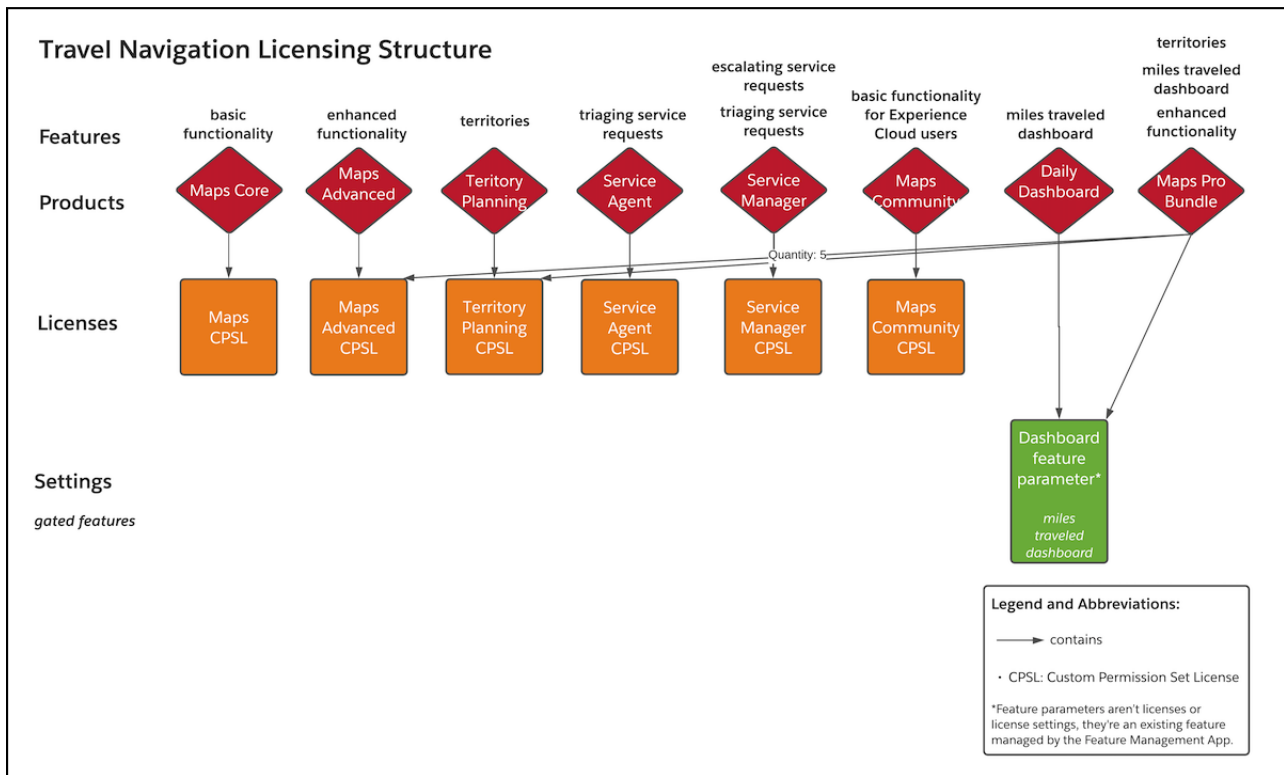 Travel Navigation Licensing Structure
Features
basic
functionality
enhanced
functionality
territories
triaging service
requests
escalating service
requests
triaging service
requests
basic functionality
for Experience
Cloud users
miles traveled
dashboard
territories
miles traveled
dashboard
enhanced
functionality
Products
Maps Core
Maps
Advanced
Teritory
Planning
Service
Agent
Service
Manager
Maps
Community
Daily
Dashboard
Maps Pro
Bundle
Quantity: 5
Licenses
Maps
CPSL
Maps
Advanced
CPSL
Territory
Planning
CPSL
Service
Agent
CPSL
Service
Manager
CPSL
Maps
Community
CPSL
Settings
gated features
Dashboard
feature
parameter*
miles
traveled
dashboard
Legend and Abbreviations:
contains
· CPSL: Custom Permission Set License
*Feature parameters aren't licenses or
license settings, they're an existing feature
managed by the Feature Management App.